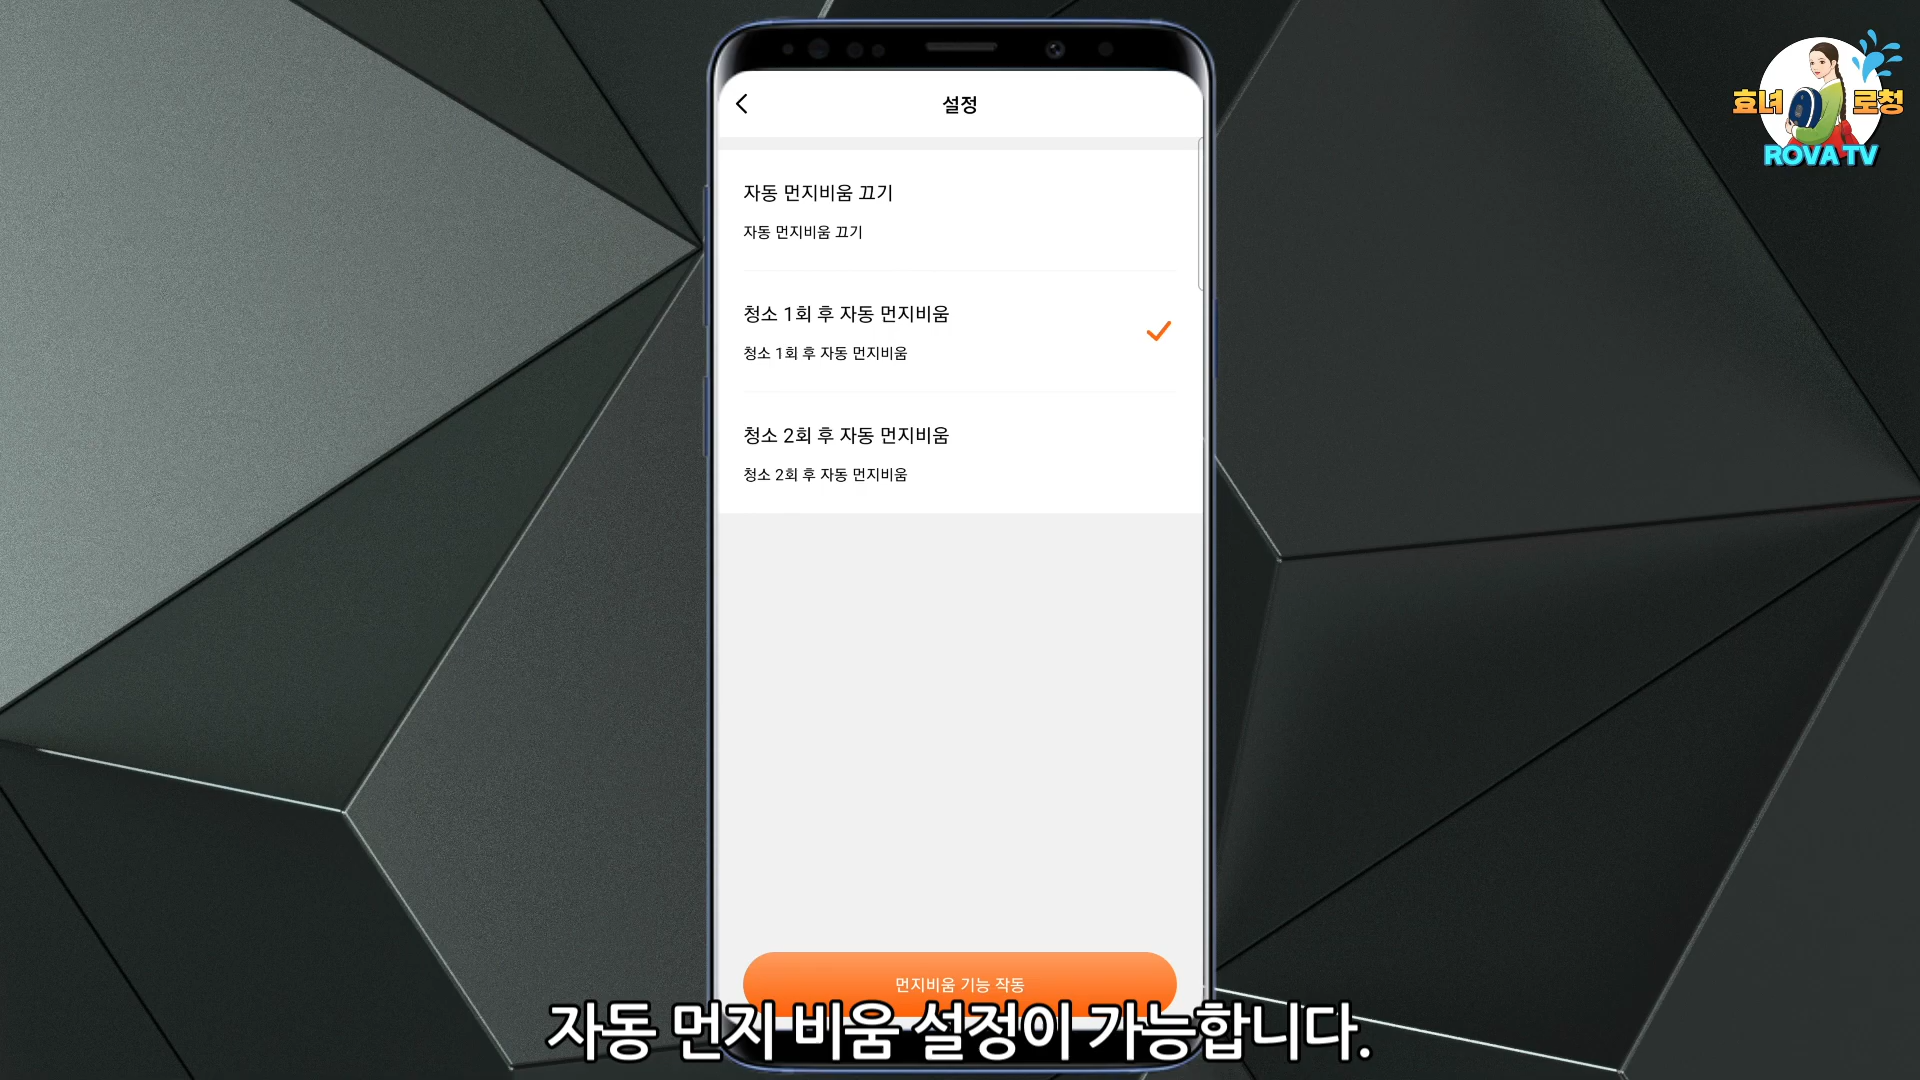 설정
효녀 로청
ROVA TV
자동 먼지비움 끄기
자동 먼지비움 끄기
청소 1회 후 자동 먼지비움
청소 1회 후 자동 먼지비움
청소 2회 후 자동 먼지비움
청소 2회 후 자동 먼지비움
먼지비움 기능 작동
자동 먼지 비움 설정이 가능합니다.